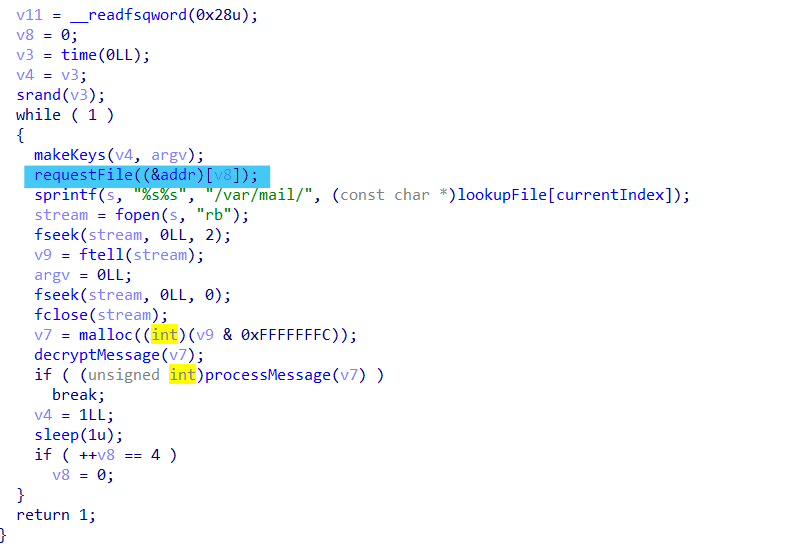 v11 = __readfsqword(0x28u);
v8 = 0;
v3 = time(0LL);
v4 = v3;
srand(v3);
while ( 1 )
{
makeKeys(v4, argv);
requestFile((&addr)[v8]);
sprintf(s, "%s%s", "/var/mail/", (const char *)lookupFile[currentIndex]);
stream = fopen(s, "rb");
fseek(stream, 0LL, 2);
v9 = ftell(stream);
argv = 0LL;
fseek(stream, 0LL, 0);
fclose(stream);
v7 = malloc((int)(v9 & 0xFFFFFFFC));
decryptMessage(v7);
if ( (unsigned int)processMessage(v7) )
break;
v4 = 1LL;
sleep(1u);
if ( ++v8 == 4 )
v8 = 0;
}
return 1;
}